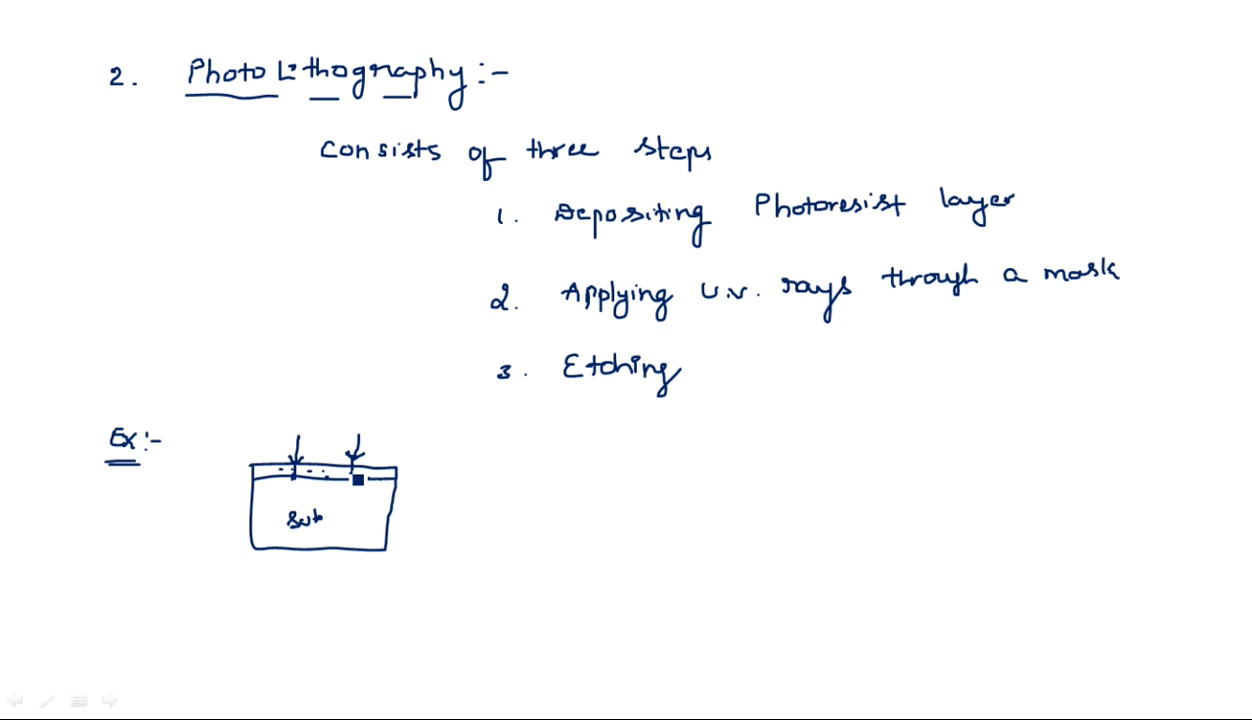 2. Photo Lithography :-
Consists of three steps
1. Depositing Photoresist layer
2. Applying U.V. rays through a mask
3. Etching
Ex :-
Sub